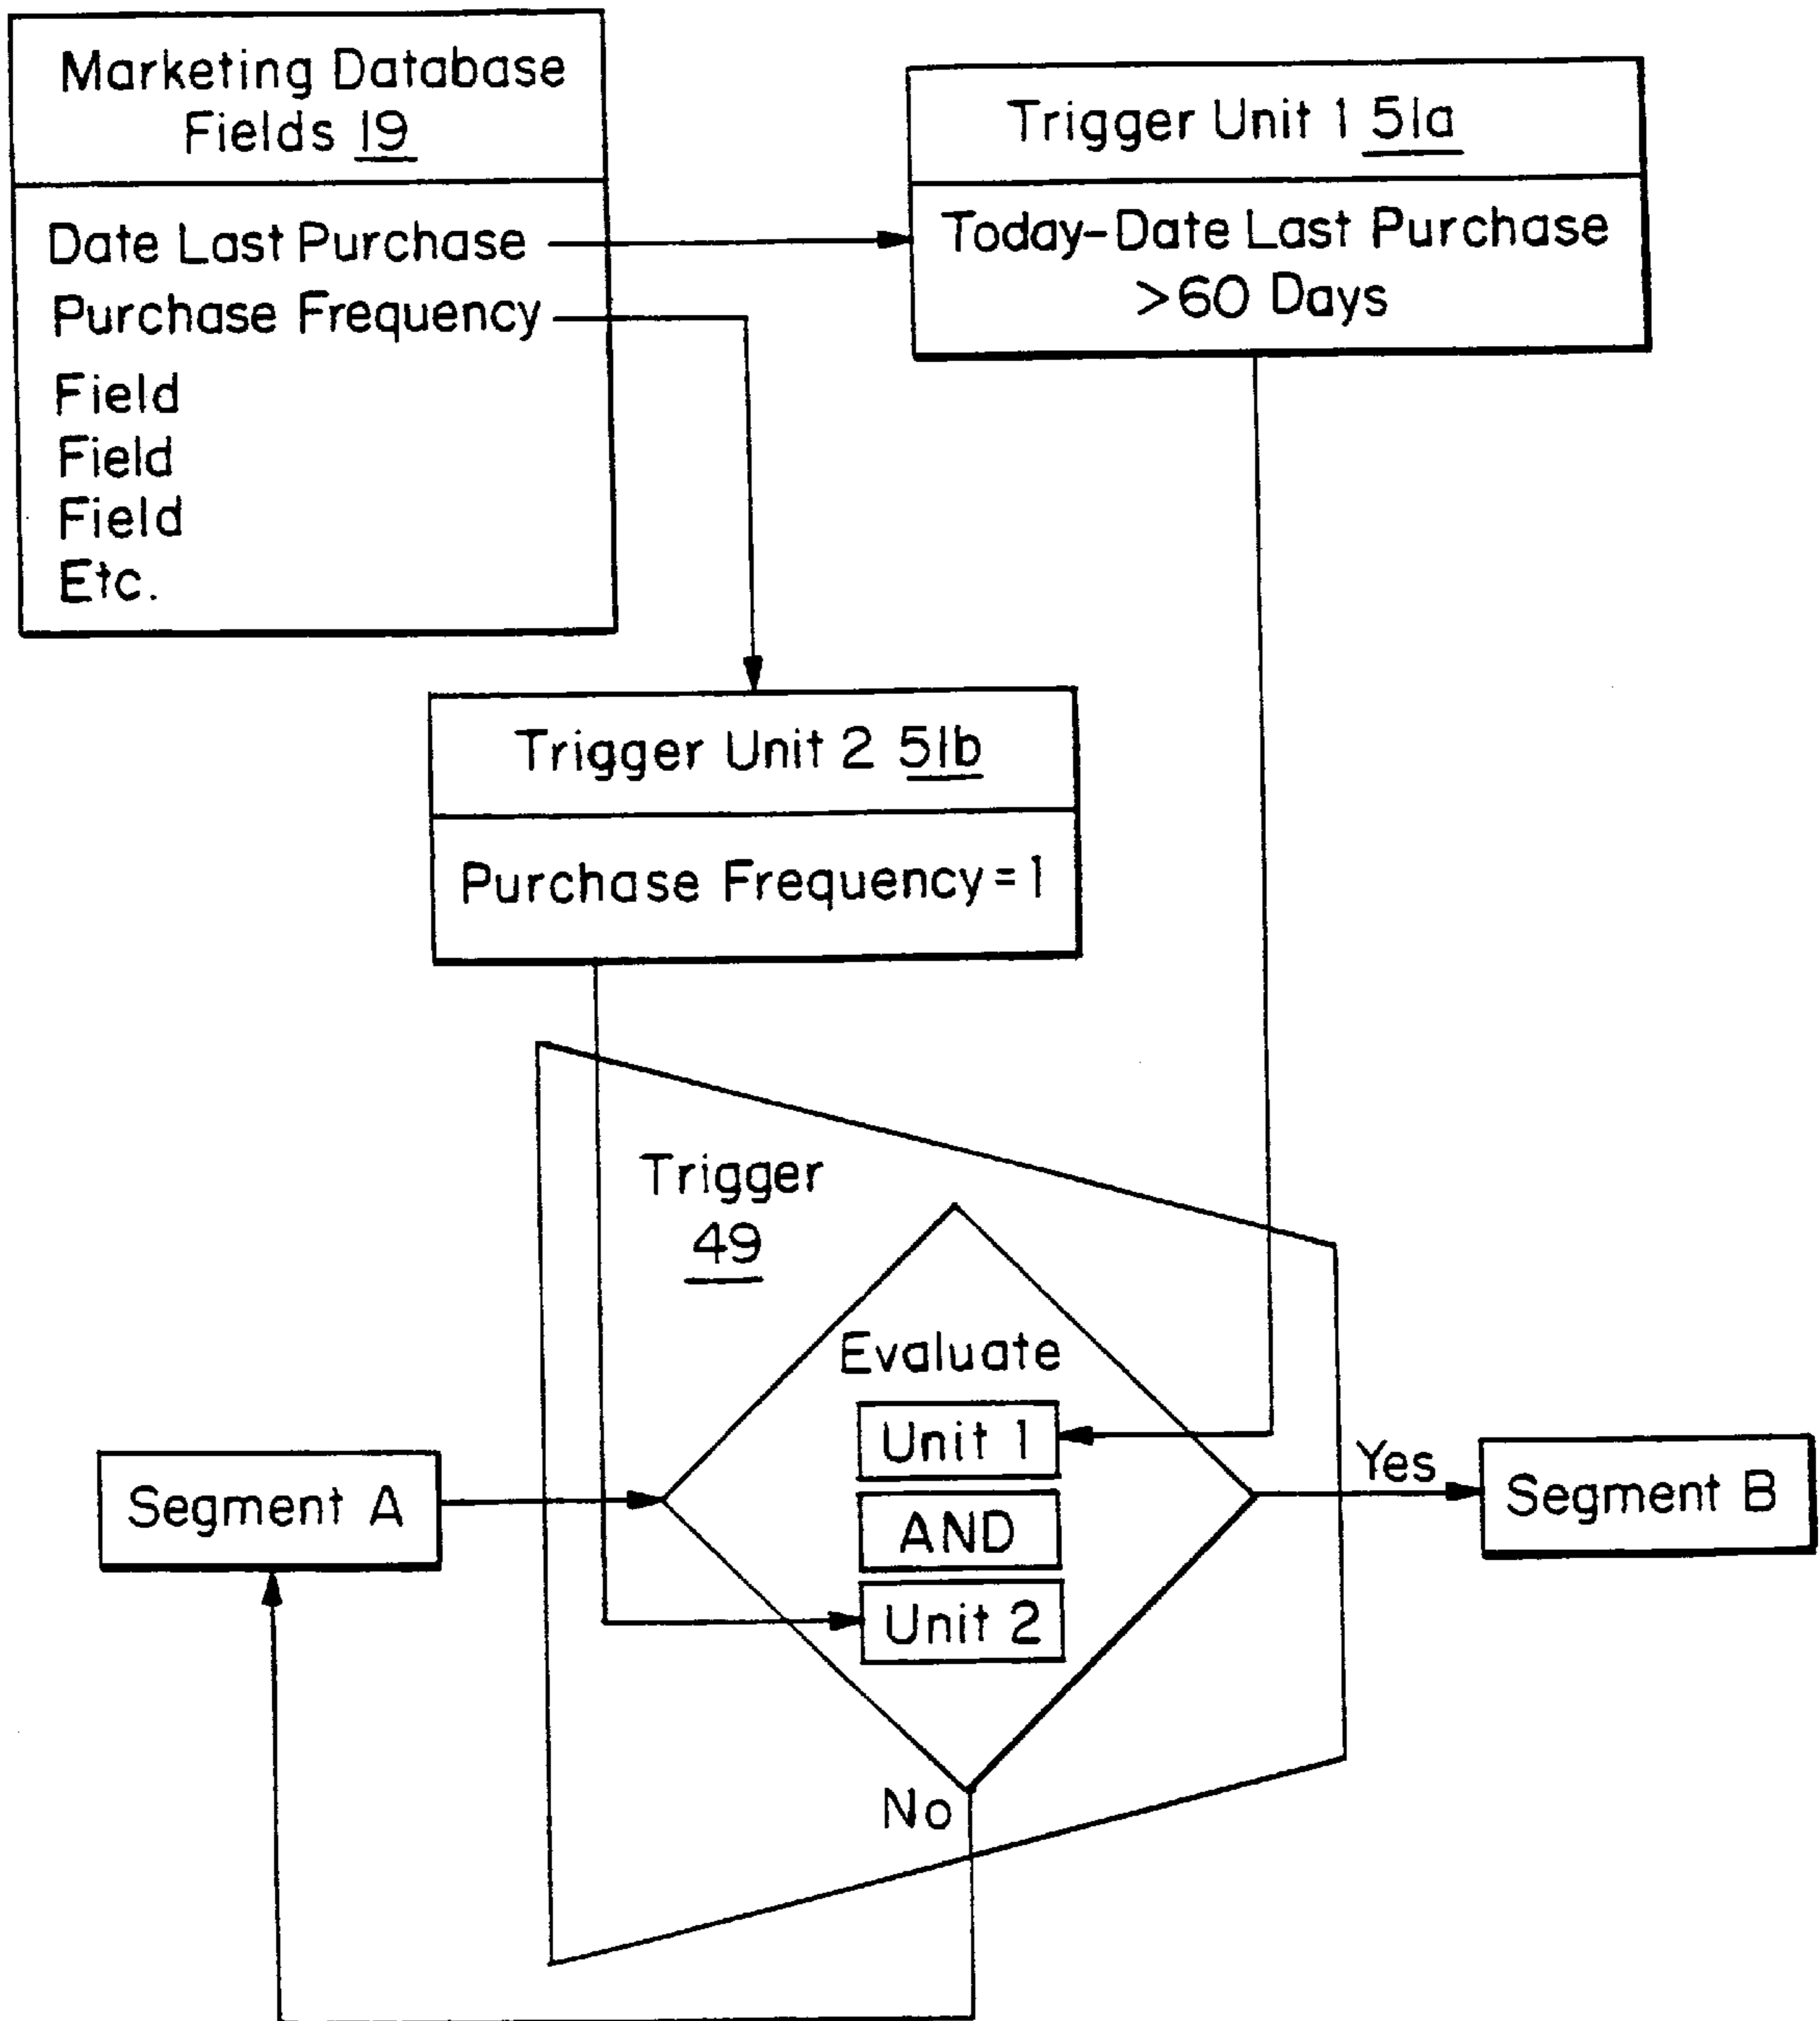 Marketing Database
Fields 19
Date Last Purchase
Purchase Frequency
Field
Field
Field
Etc.
Trigger Unit 1 51a
Today-Date Last Purchase
>60 Days
Trigger Unit 2 51b
Purchase Frequency=1
Trigger
49
Evaluate
Unit 1
AND
Unit 2
Segment A
Yes
Segment B
No